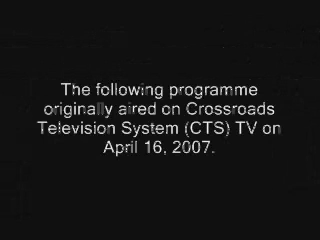 The following programme
originally aired on Crossroads
Television System (CTS) TV on
April 16, 2007.